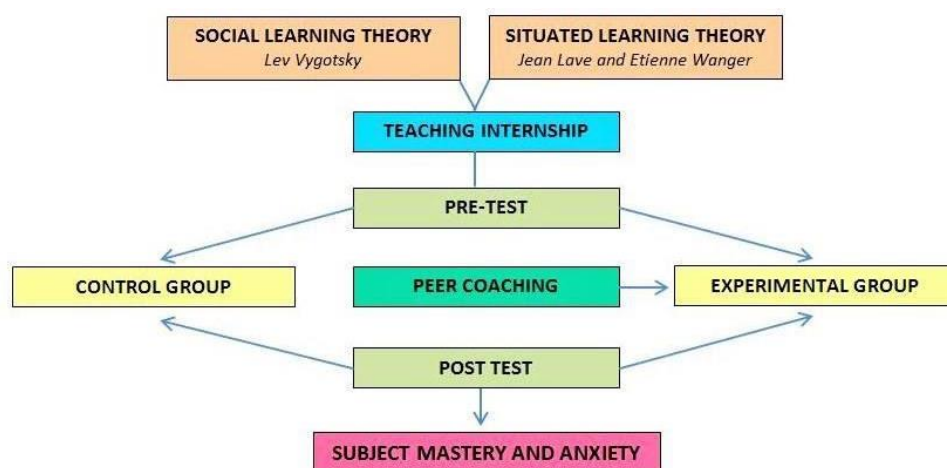 SOCIAL LEARNING THEORY
Lev Vygotsky
SITUATED LEARNING THEORY
Jean Lave and Etienne Wanger
TEACHING INTERNSHIP
PRE-TEST
CONTROL GROUP
PEER COACHING
EXPERIMENTAL GROUP
POST TEST
SUBJECT MASTERY AND ANXIETY